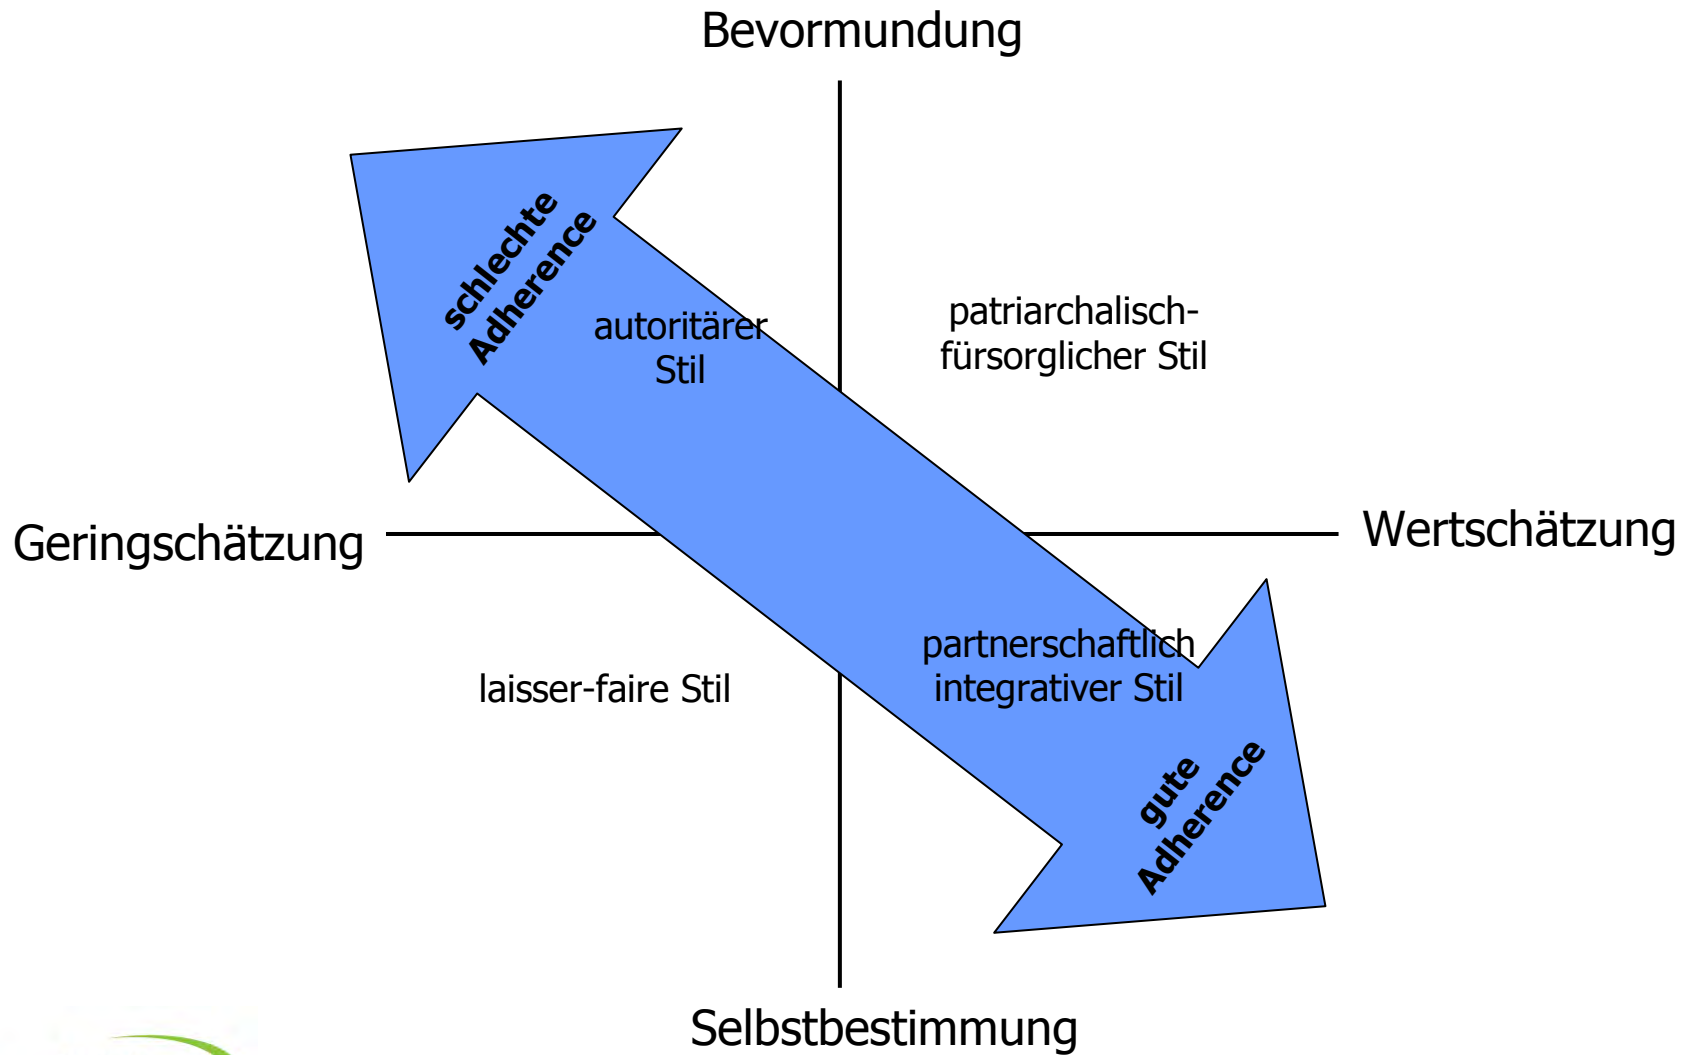 Bevormundung
schlechte
Adherence
autoritärer
Stil
patriarchalisch-
fürsorglicher Stil
Geringschätzung
Wertschätzung
laisser-faire Stil
partnerschaftlich
integrativer Stil
gute
Adherence
Selbstbestimmung